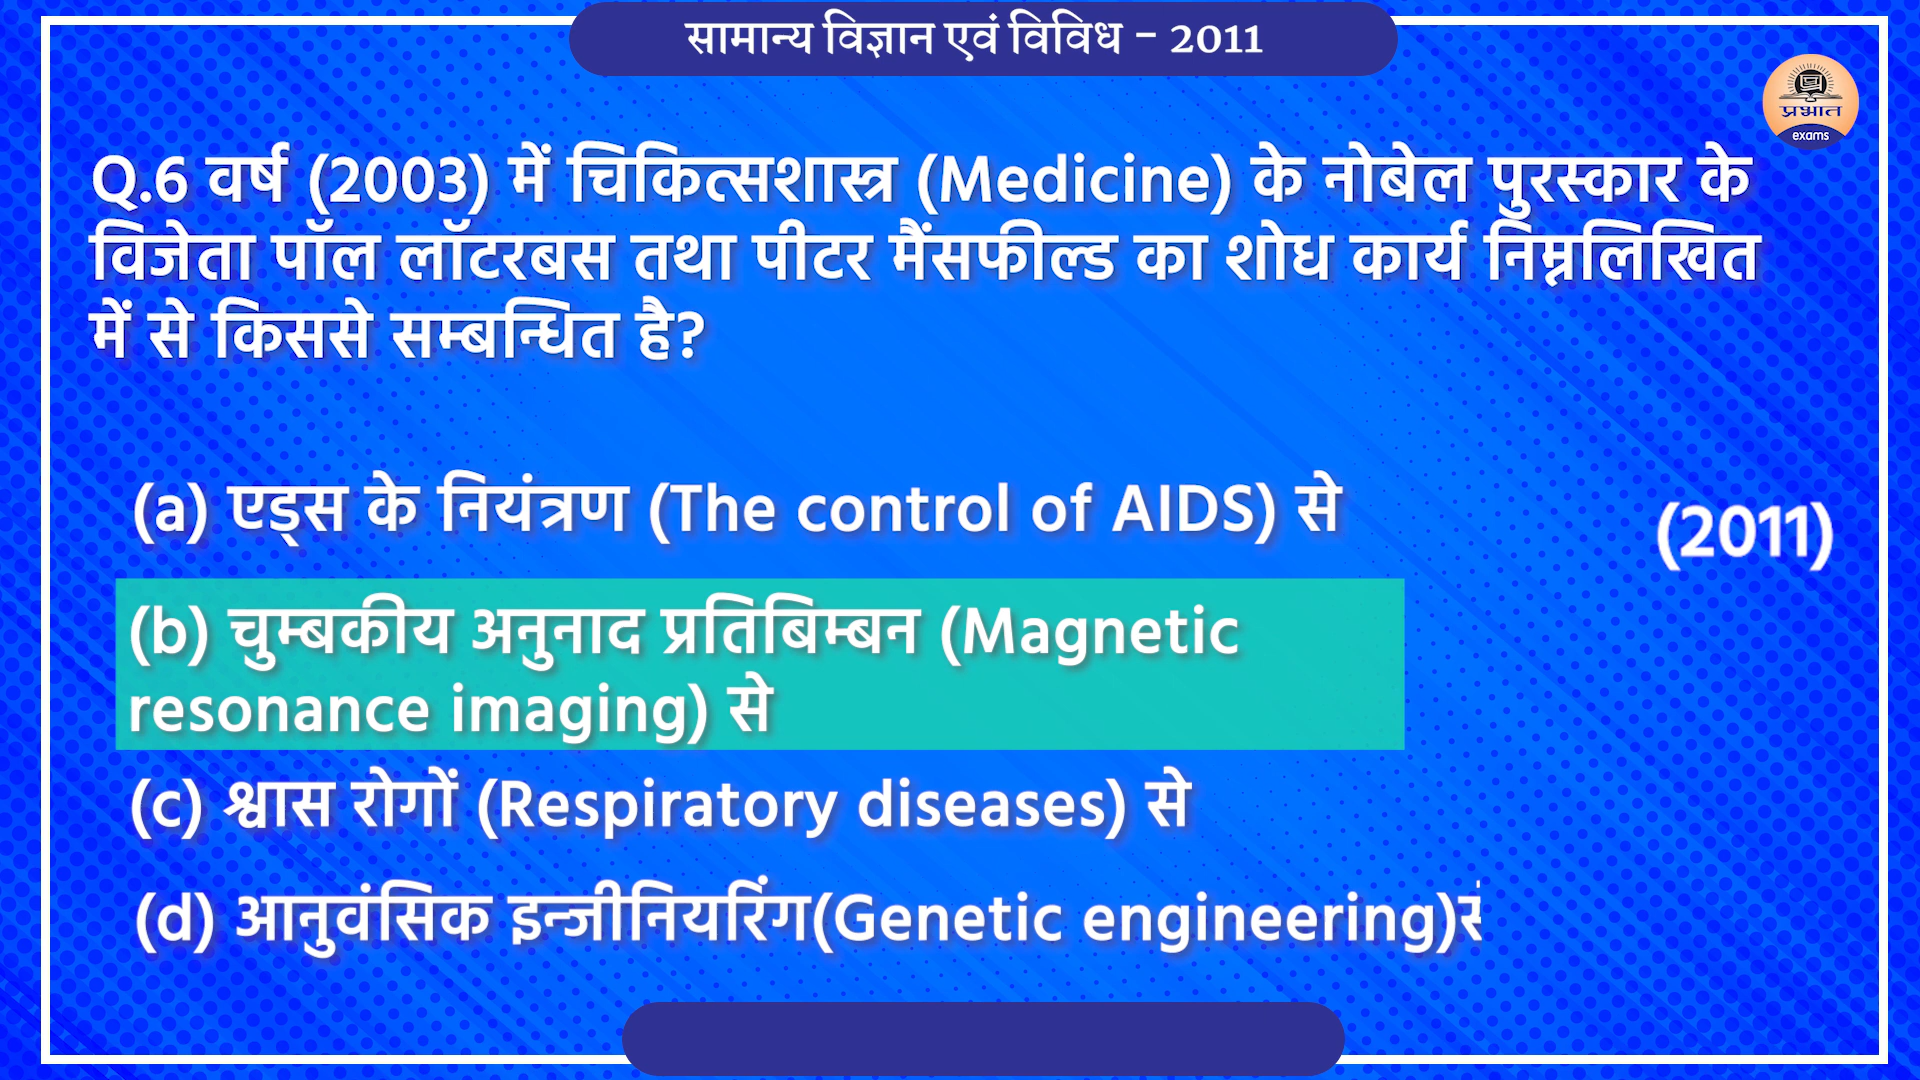 सामान्य विज्ञान एवं विविध - 2011
प्रभात
exams
Q.6 वर्ष (2003) में चिकित्सशास्त्र (Medicine) के नोबेल पुरस्कार के
विजेता पॉल लॉटरबस तथा पीटर मैंसफील्ड का शोध कार्य निम्नलिखित
में से किससे सम्बन्धित है?
(a) एड्स के नियंत्रण (The control of AIDS) से
(2011)
(b) चुम्बकीय अनुनाद प्रतिबिम्बन (Magnetic
resonance imaging) से
(c) श्वास रोगों (Respiratory diseases) से
(d) आनुवंसिक इन्जीनियरिंग(Genetic engineering)